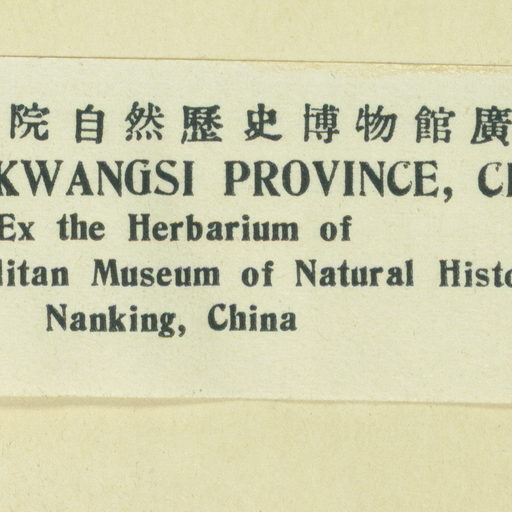 院自然歷史博物館廣
KWANGSI PROVINCE, C
Ex the Herbarium of
litan Museum of Natural Histo
Nanking, China